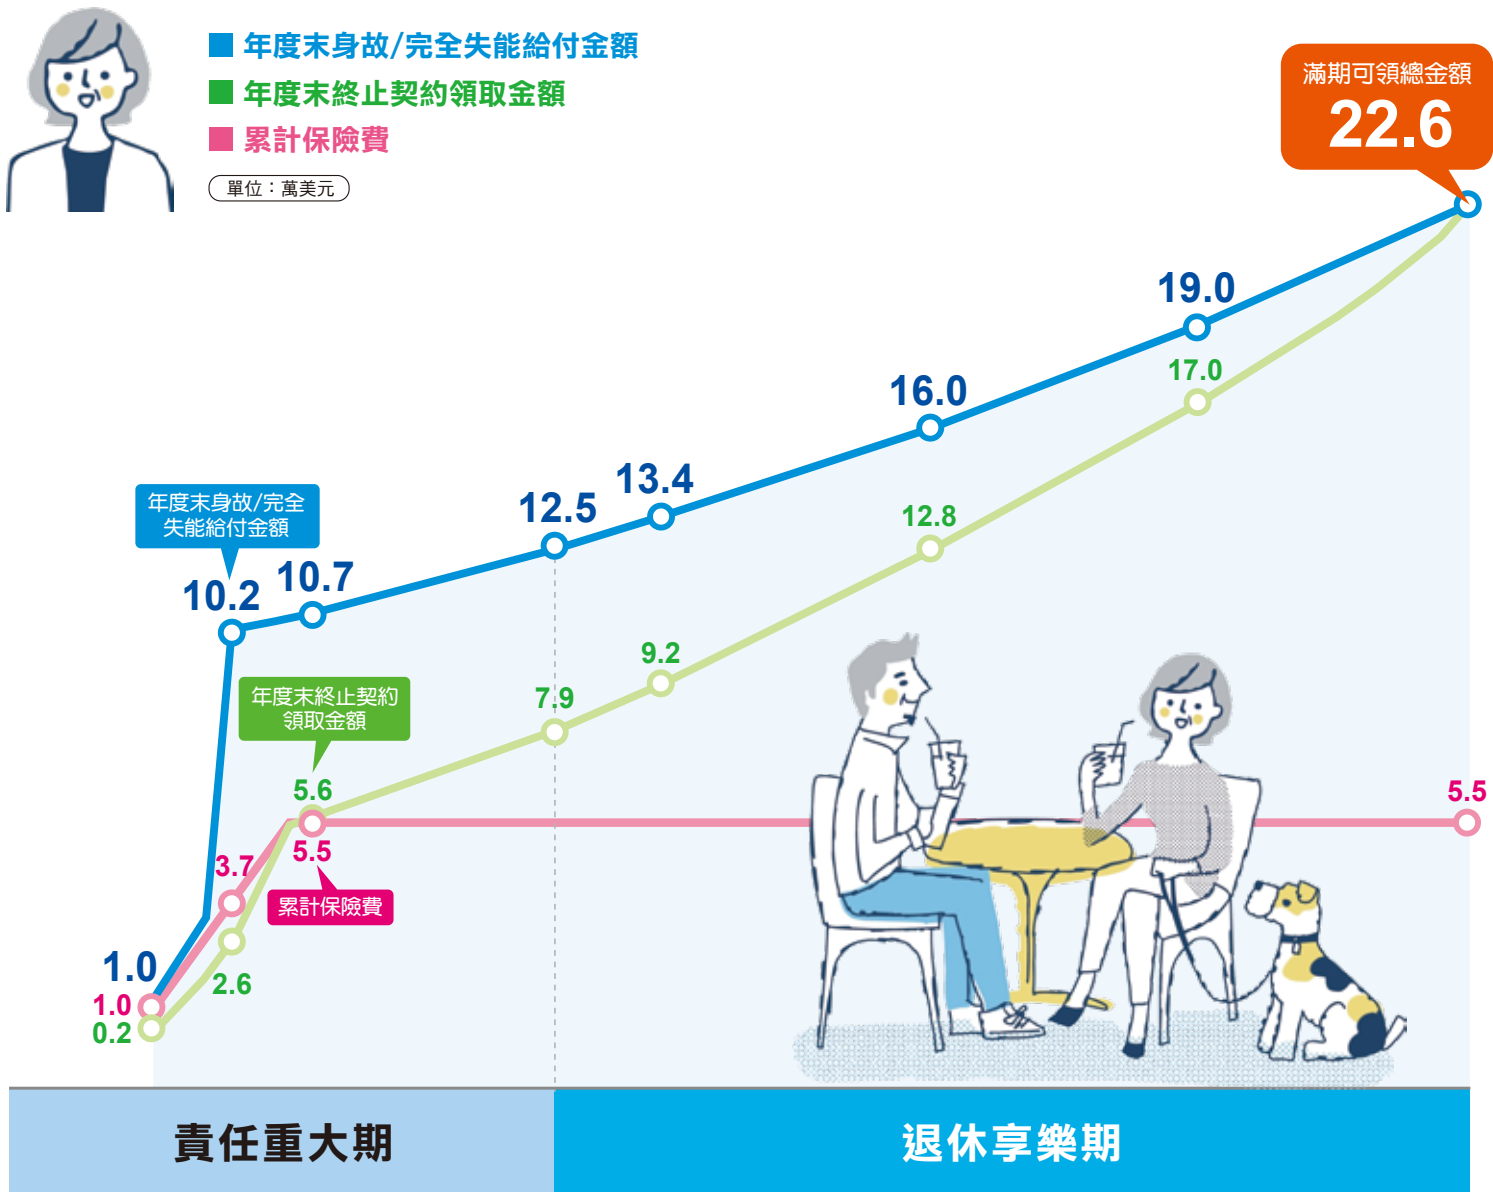 年度末身故/完全失能給付金額
年度末終止契約領取金額
累計保險費
單位：萬美元
滿期可領總金額
22.6
19.0
17.0
16.0
12.8
13.4
12.5
9.2
7.9
年度末身故/完全
失能給付金額
10.2
10.7
年度末終止契約
領取金額
5.6
5.5
5.5
3.7
累計保險費
2.6
1.0
1.0
0.2
責任重大期
退休享樂期